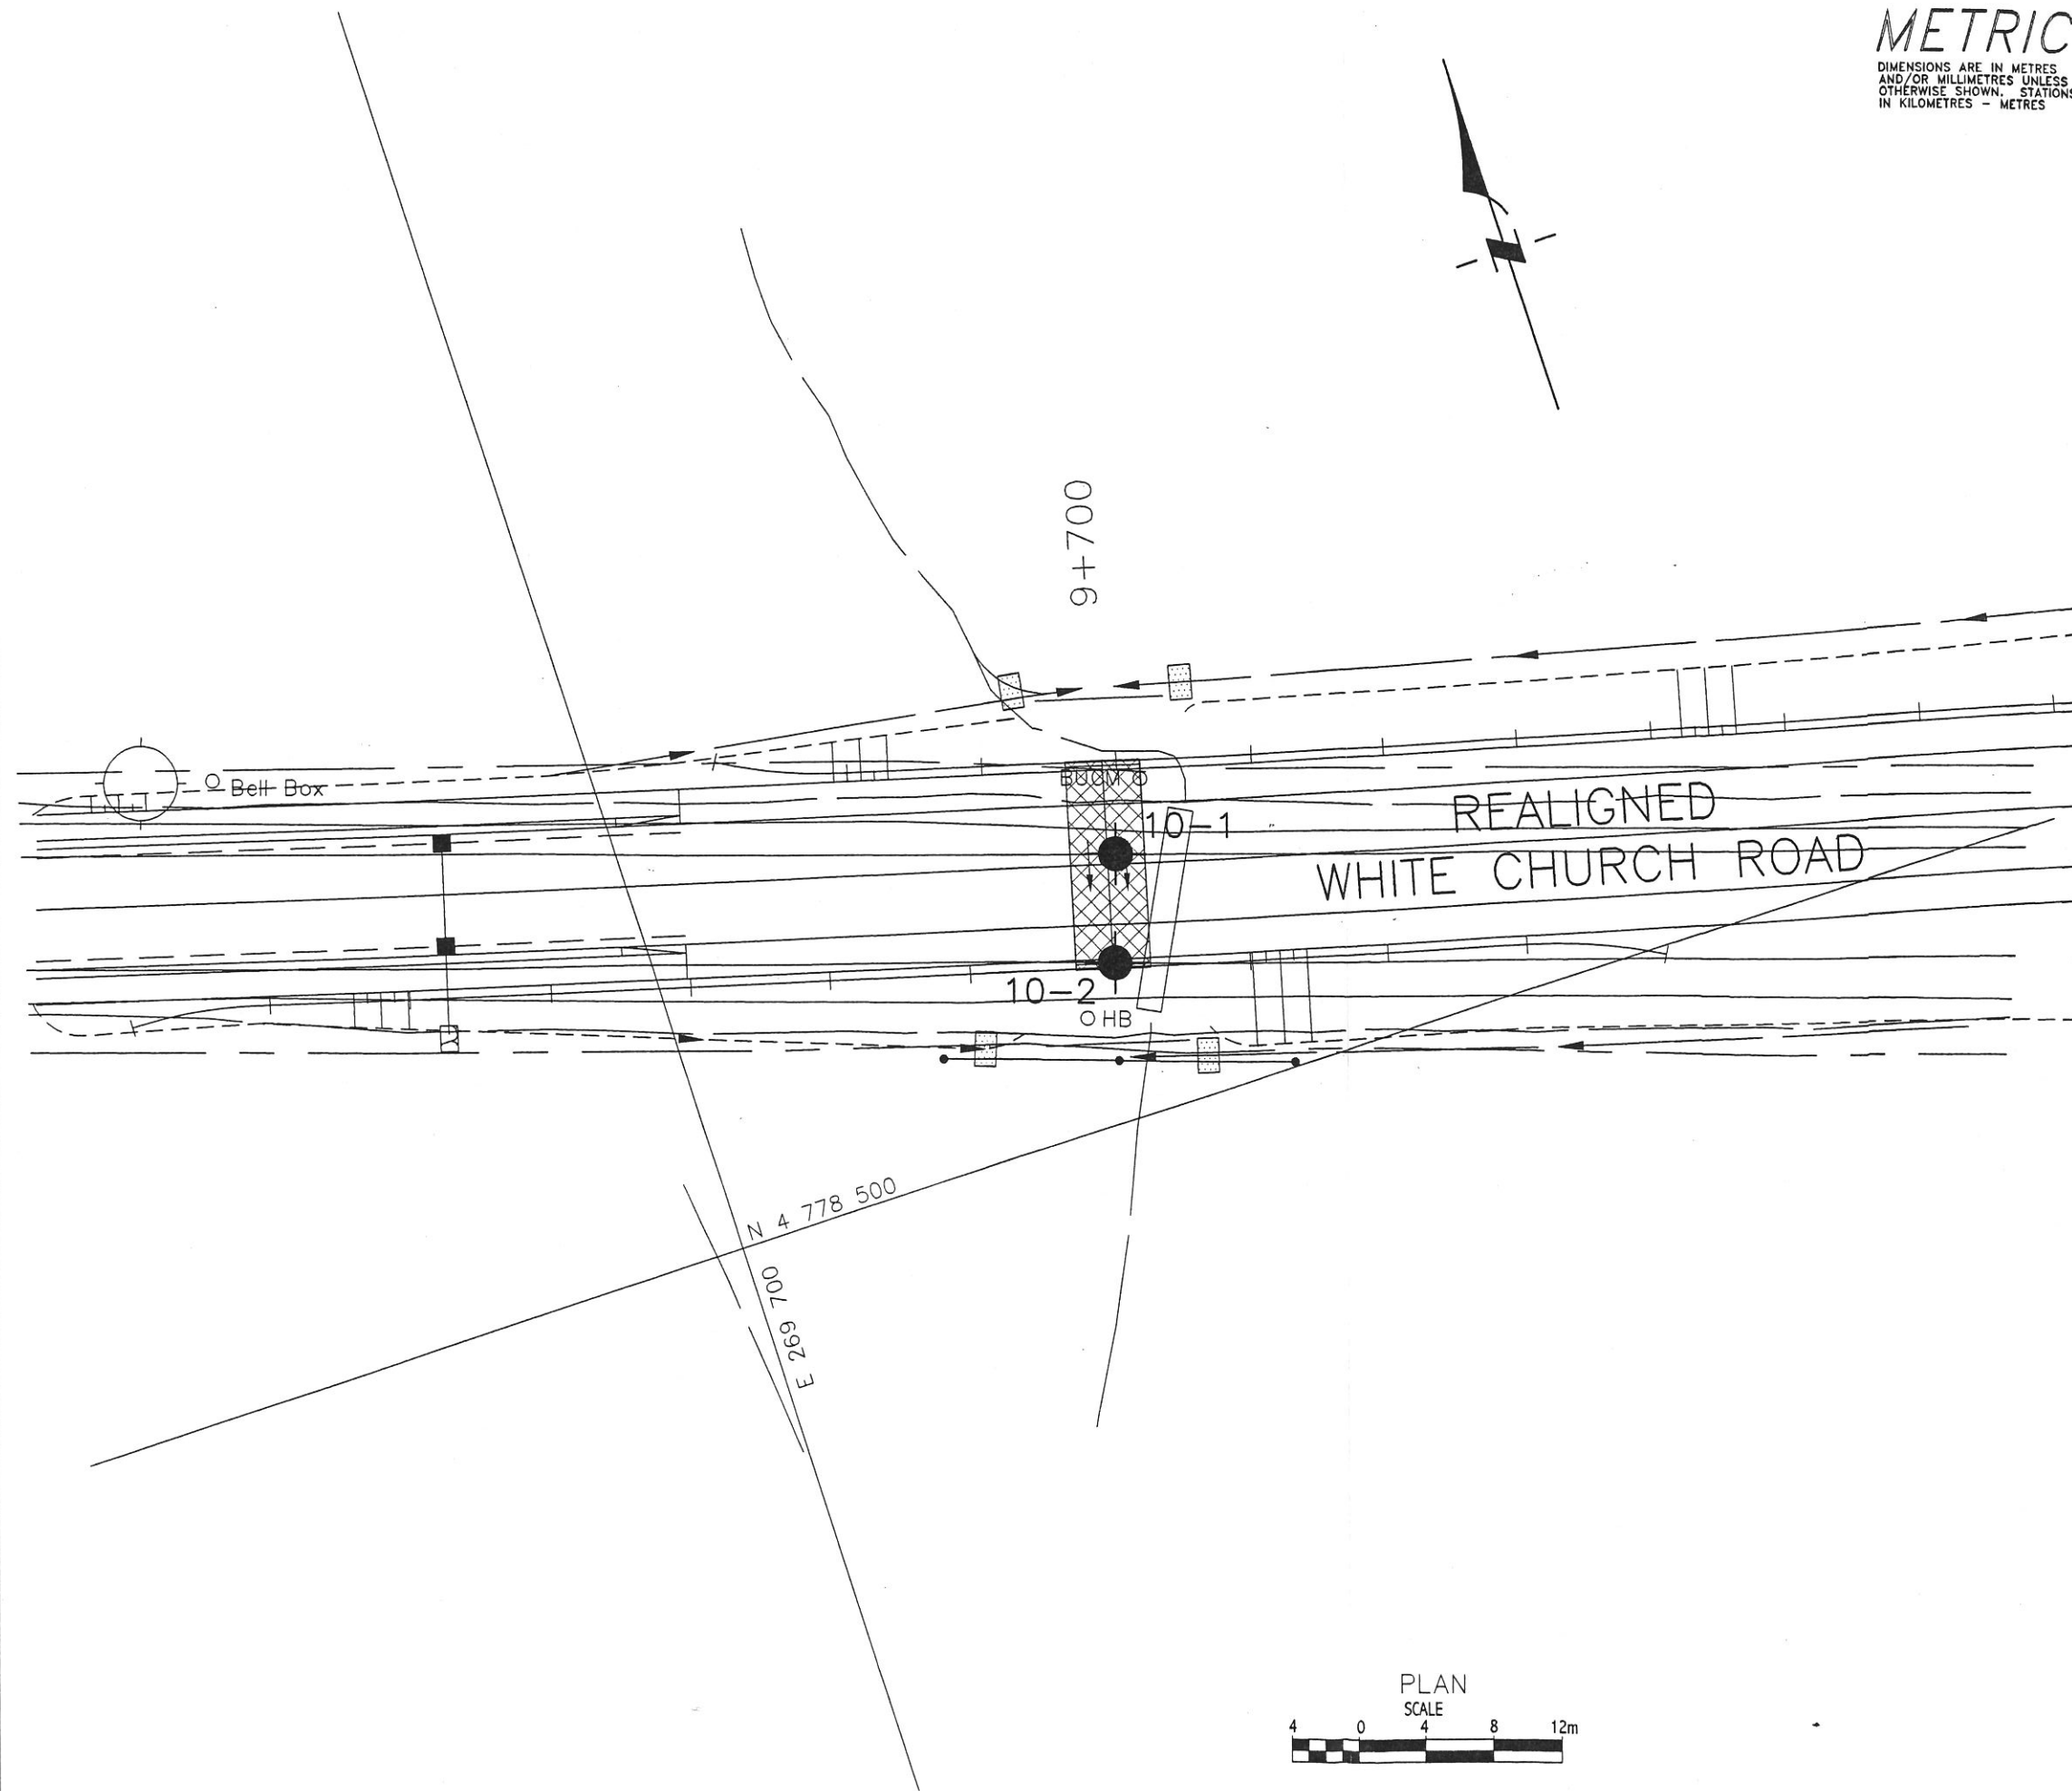 METRIC
DIMENSIONS ARE IN METRES
AND/OR MILLIMETRES UNLESS
OTHERWISE SHOWN. STATIONS
IN KILOMETRES - METRES
9+700
Bell Box
10-1
REALIGNED
WHITE CHURCH ROAD
10-2
HB
N 4 778 500
E 269 700
PLAN
SCALE
4 0 4 8 12m